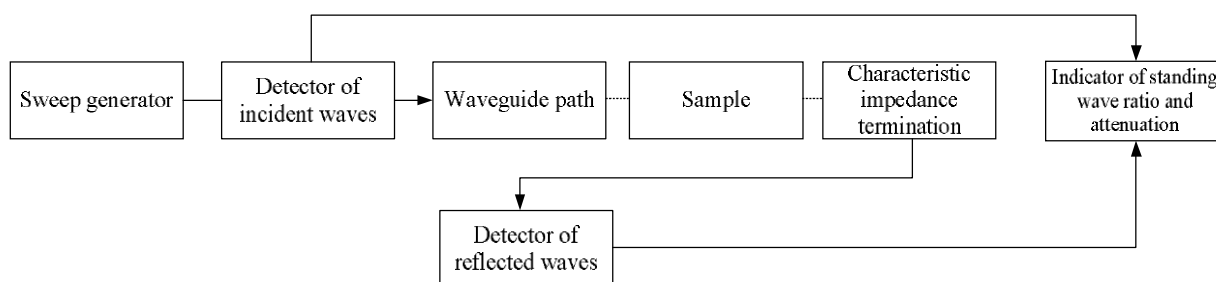 Sweep generator
Detector of
incident waves
Waveguide path
Sample
Characteristic
impedance
termination
Indicator of standing
wave ratio and
attenuation
Detector of
reflected waves